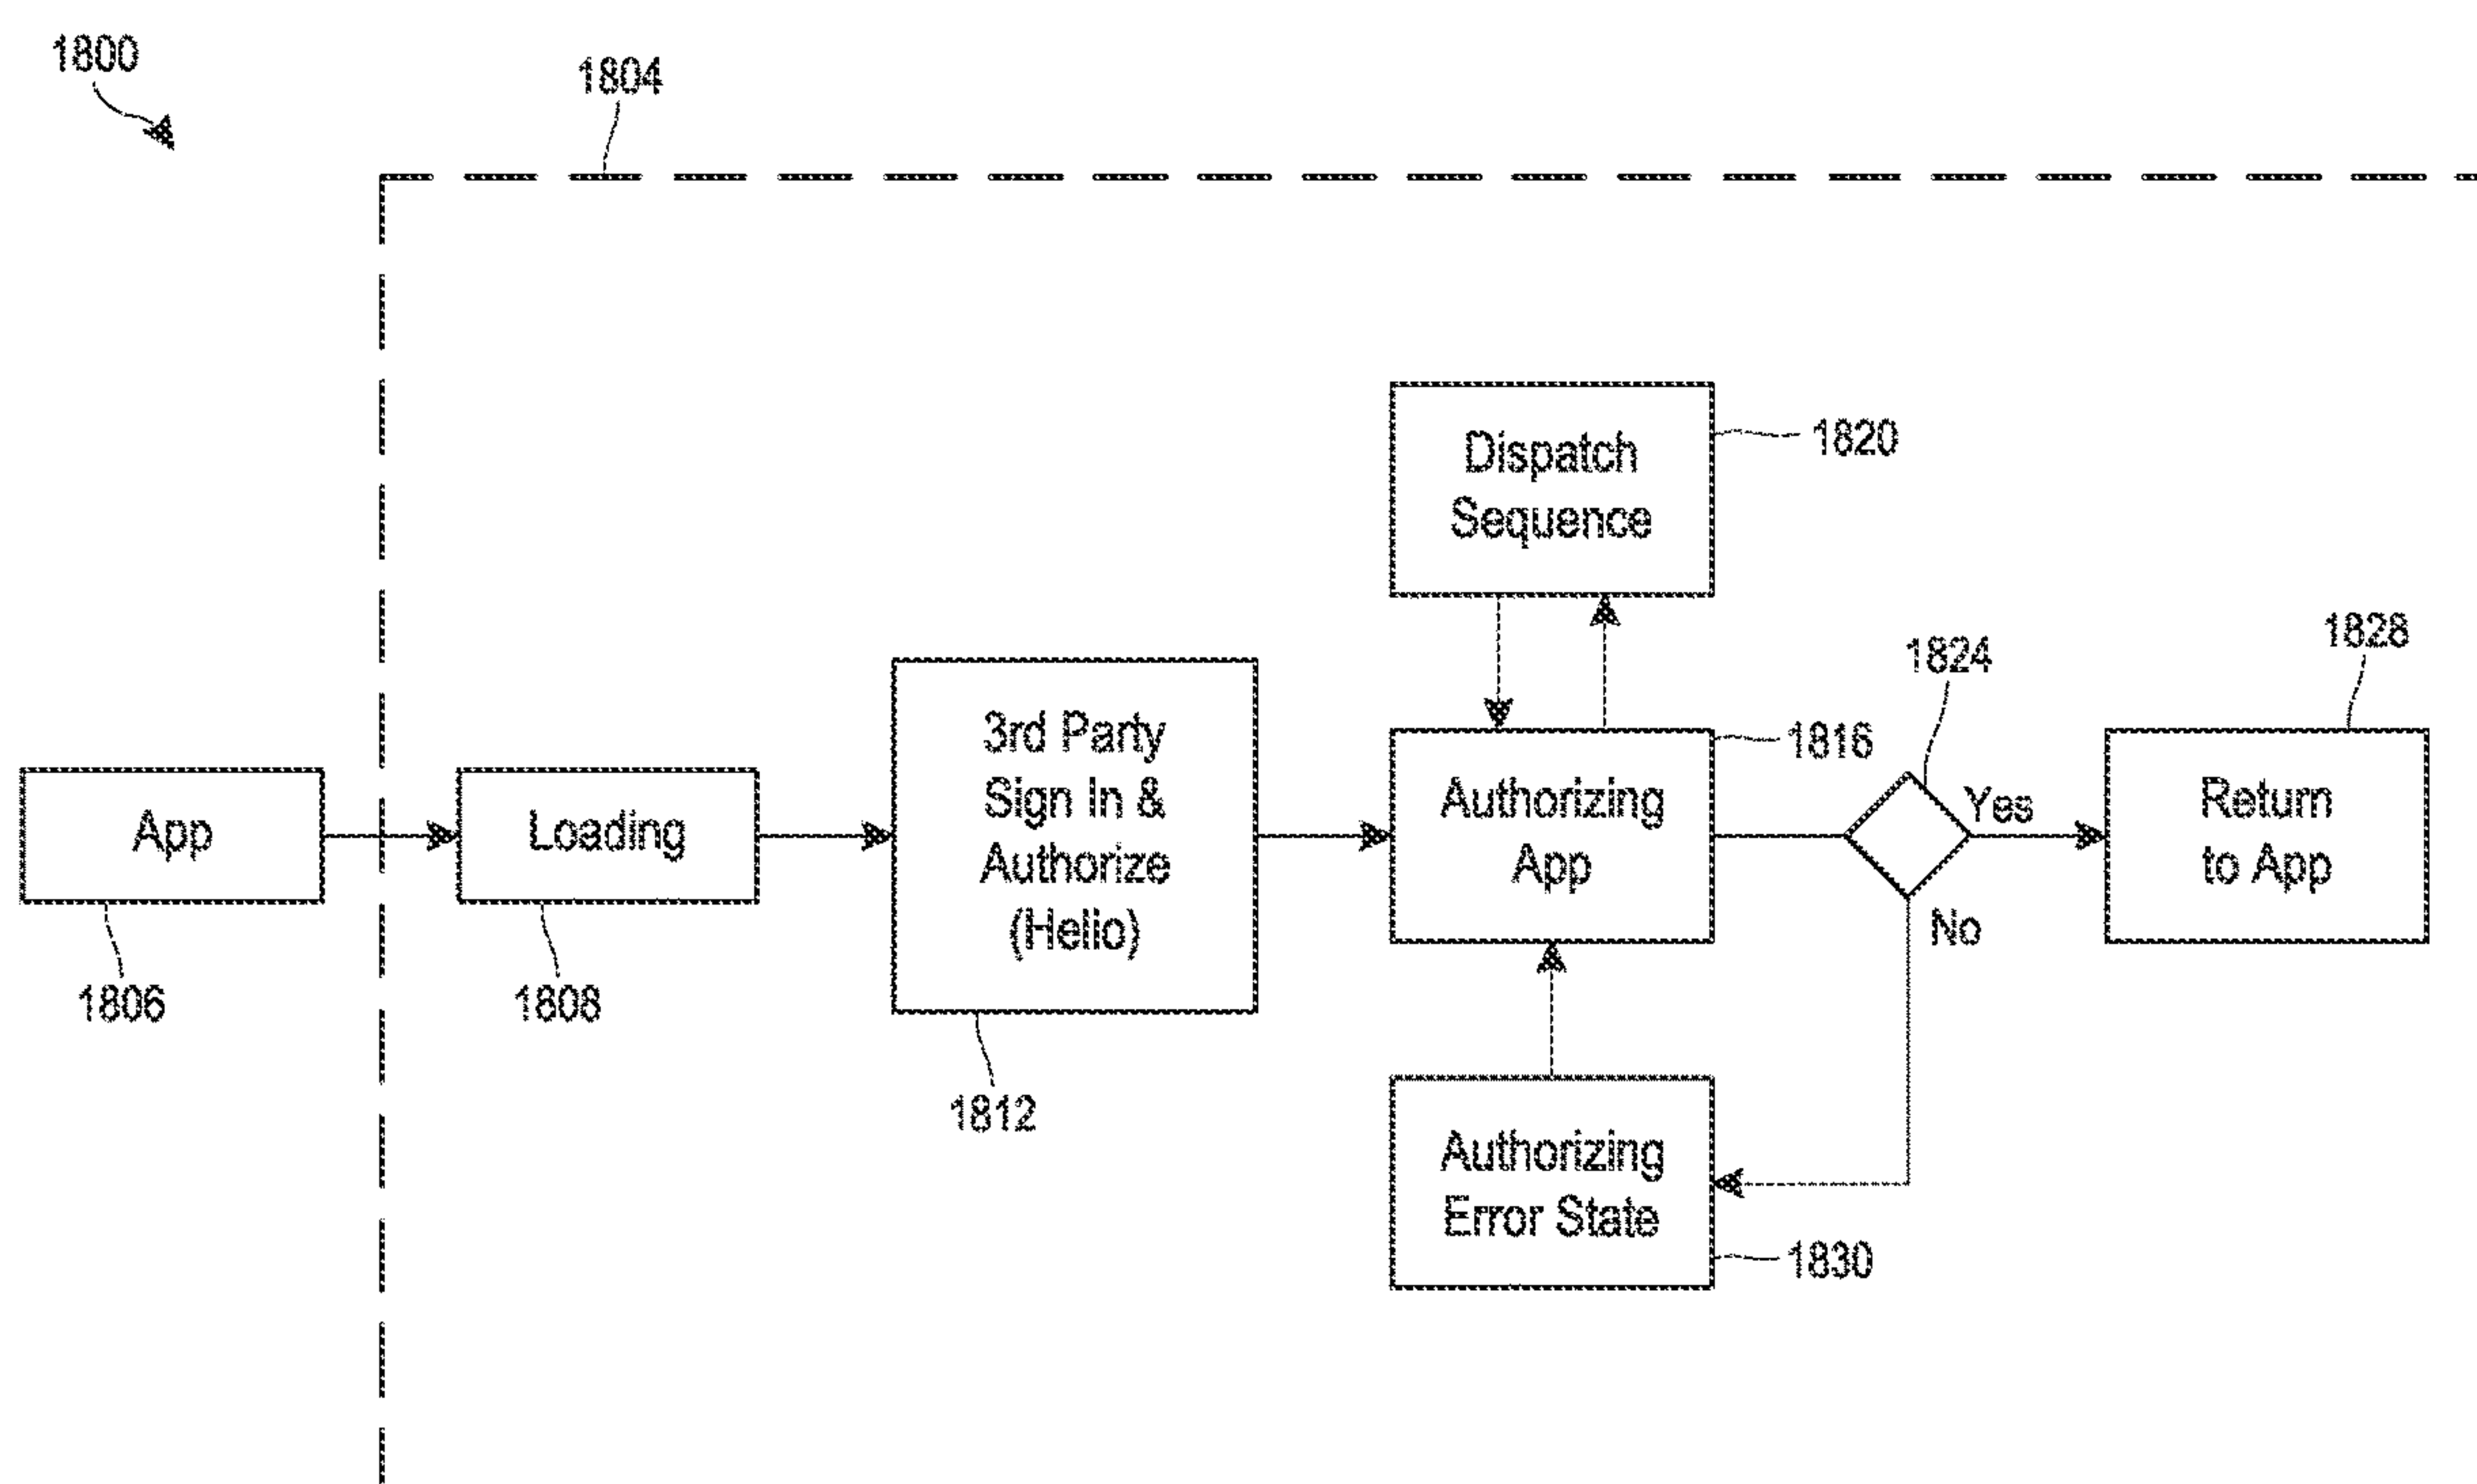 1800
1804
Dispatch
Sequence
1820
1828
1824
3rd Party
Sign In &
Authorize
(Helio)
1816
Authorizing
App
Yes
Return
to App
App
Loading
No
1806
1808
1812
Authorizing
Error State
1830